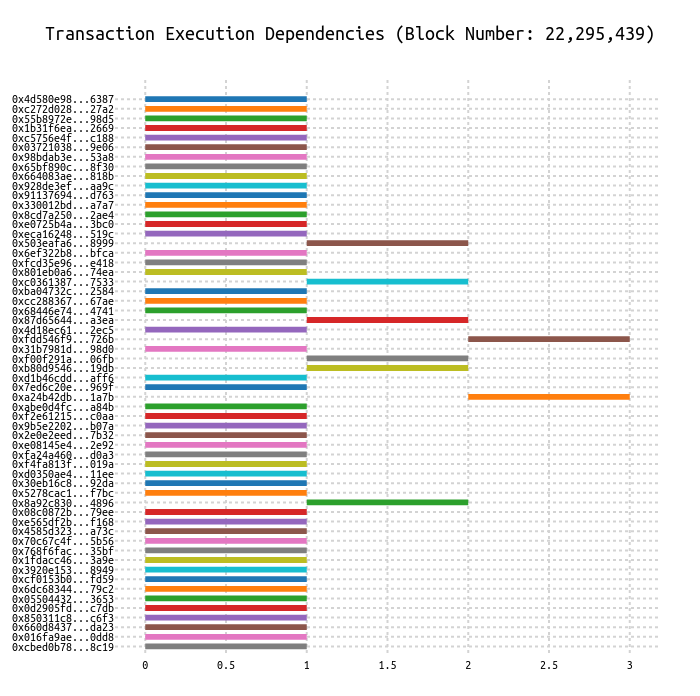 Transaction Execution Dependencies (Block Number: 22,295,439)
0x4d580e98...6387
0xc272d028...27a2
0x55b8972e...98d5
0x1b31f6ea...2669
0xc5756e4f...c188
0x03721038...9e06
0x98bdab3e...53a8
0x65bf890c...8f30
0x664083ae...818b
0x928de3ef...aa9c
0x91137694...d763
0x330012bd...a7a7
0x8cd7a250...2ae4
0xe0725b4a...3bc0
0xeca16248...519c
0x503eafa6...8999
0x6ef322b8...bfca
0xfcd35e96...e418
0x801eb0a6...74ea
0xc0361387...7533
0xba04732c...2584
0xcc288367...67ae
0x68446e74...4741
0x87d65644...a3ea
0x4d18ec61...2ec5
0xfdd546f9...726b
0x31b7981d...98d0
0xf00f291a...06fb
0xb80d9546...19db
0xd1b46cdd...aff6
0x7ed6c20e...969f
0xa24b42db...1a7b
0xabe0d4fc...a84b
0xf2e61215...c0aa
0x9b5e2202...b07a
0x2e0e2eed...7b32
0xe08145e4...2e92
0xfa24a460...d0a3
0xf4fa813f...019a
0xd0350ae4...11ee
0x30eb16c8...92da
0x5278cac1...f7bc
0x8a92c830...4896
0x08c0872b...79ee
0xe565df2b...f168
0x4585d323...a73c
0x70c67c4f...5b56
0x768f6fac...35bf
0x1fdacc46...3a9e
0x3920e153...8949
0xcf0153b0...fd59
0x6dc68344...79c2
0x05504432...3653
0x0d2905fd...c7db
0x850311c8...c6f3
0x660d8437...da23
0x016fa9ae...0dd8
0xcbed0b78...8c19
0 0.5 1 1.5 2 2.5 3